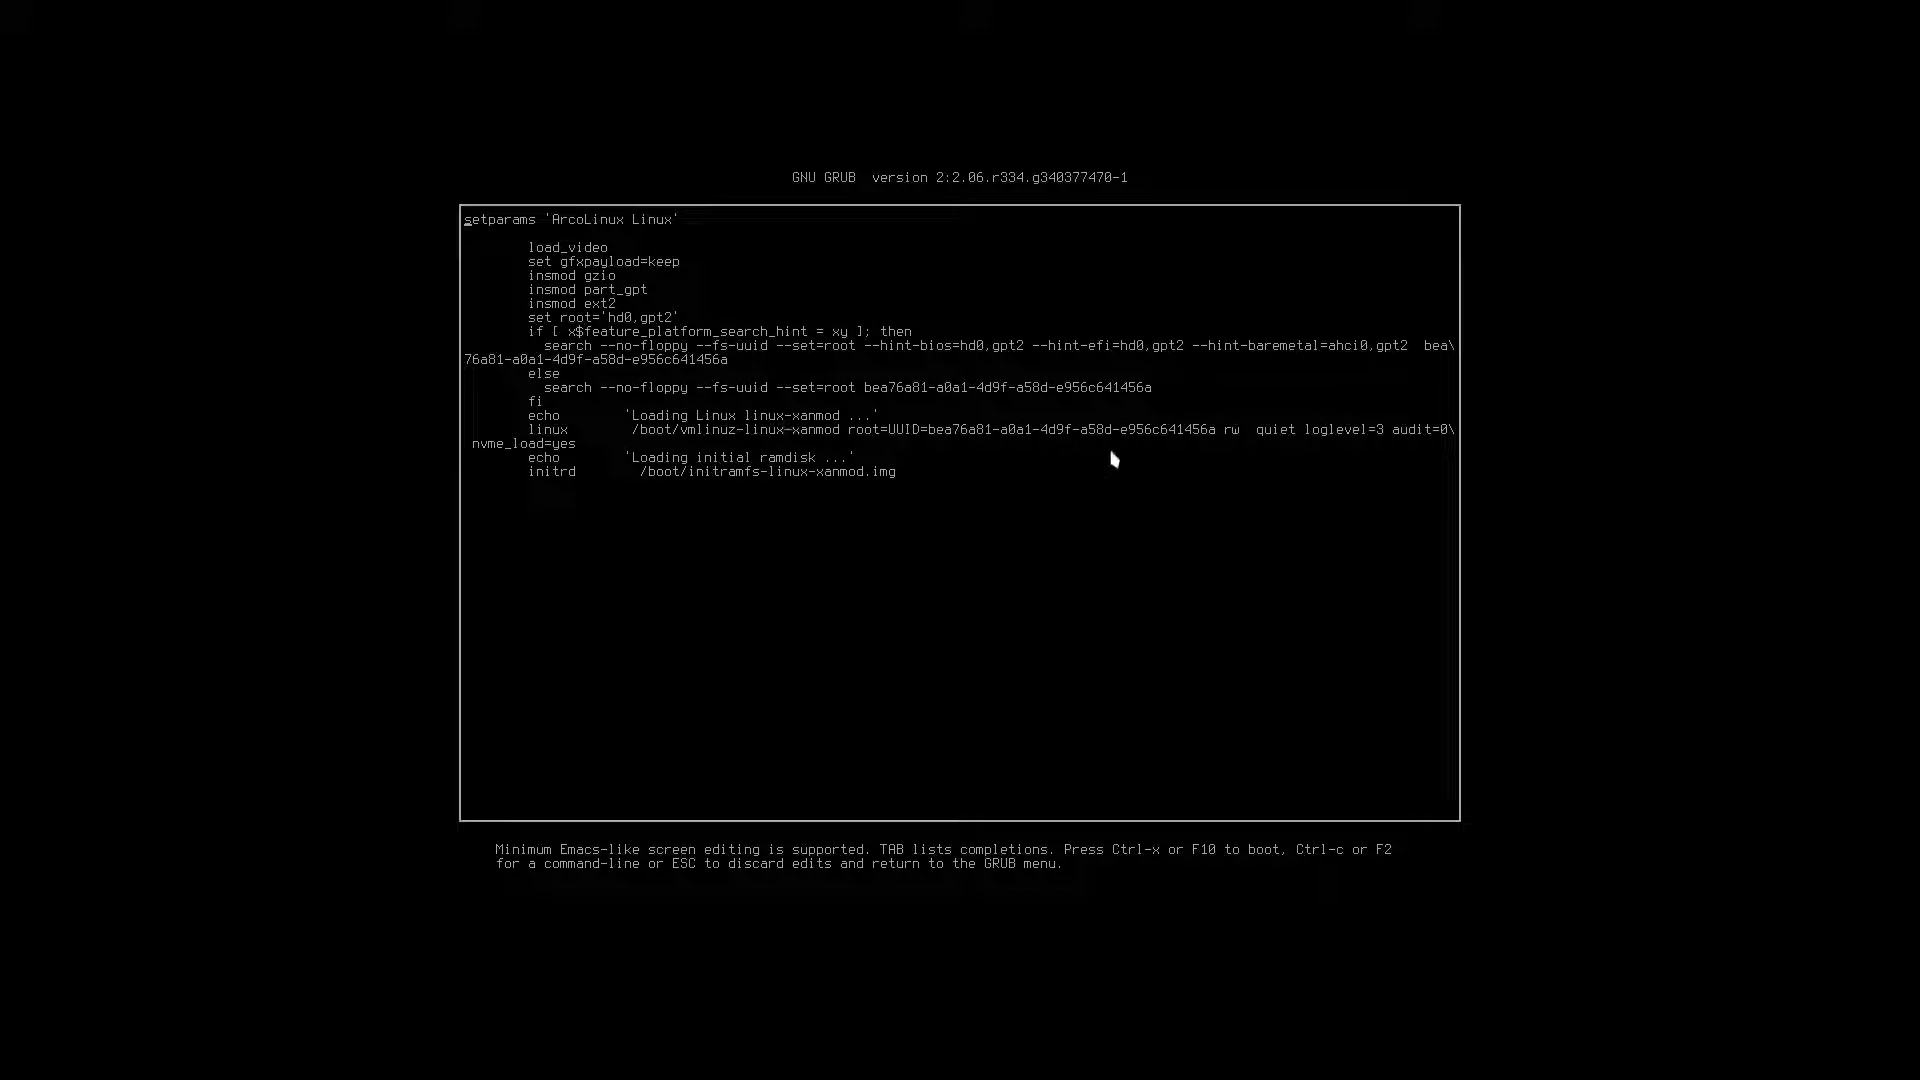 GNU GRUB  version 2:2.06.r334.g340377470-1
setparams 'ArcoLinux Linux'
load_video
set gfxpayload=keep
insmod gzio
insmod part_gpt
insmod ext2
set root='hd0,gpt2'
if [ x$feature_platform_search_hint = xy ]; then
search --no-floppy --fs-uuid --set=root --hint-bios=hd0,gpt2 --hint-efi=hd0,gpt2 --hint-baremetal=ahci0,gpt2  bea\
76a81-a0a1-4d9f-a58d-e956c641456a
else
search --no-floppy --fs-uuid --set=root bea76a81-a0a1-4d9f-a58d-e956c641456a
fi
echo        'Loading Linux linux-xanmod ...'
linux        /boot/vmlinuz-linux-xanmod root=UUID=bea76a81-a0a1-4d9f-a58d-e956c641456a rw  quiet loglevel=3 audit=0\
nvme_load=yes
echo        'Loading initial ramdisk ...'
initrd        /boot/initramfs-linux-xanmod.img
Minimum Emacs-like screen editing is supported. TAB lists completions. Press Ctrl-x or F10 to boot, Ctrl-c or F2
for a command-line or ESC to discard edits and return to the GRUB menu.